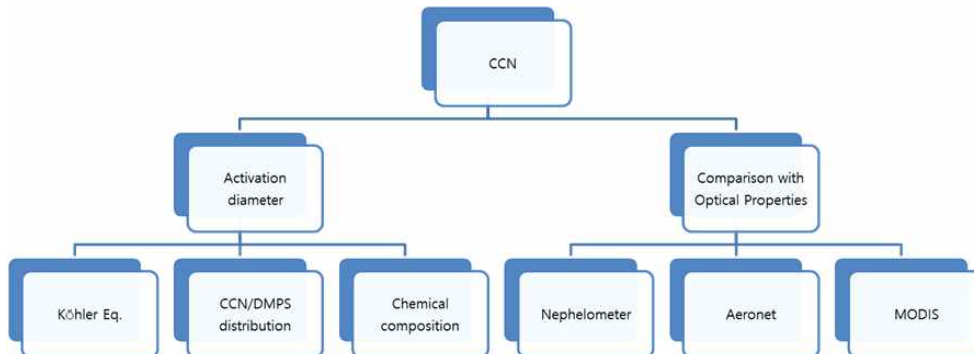 CCN
Activation
diameter
Comparison with
Optical Properties
Köhler Eq.
CCN/DMPS
distribution
Chemical
composition
Nephelometer
Aeronet
MODIS